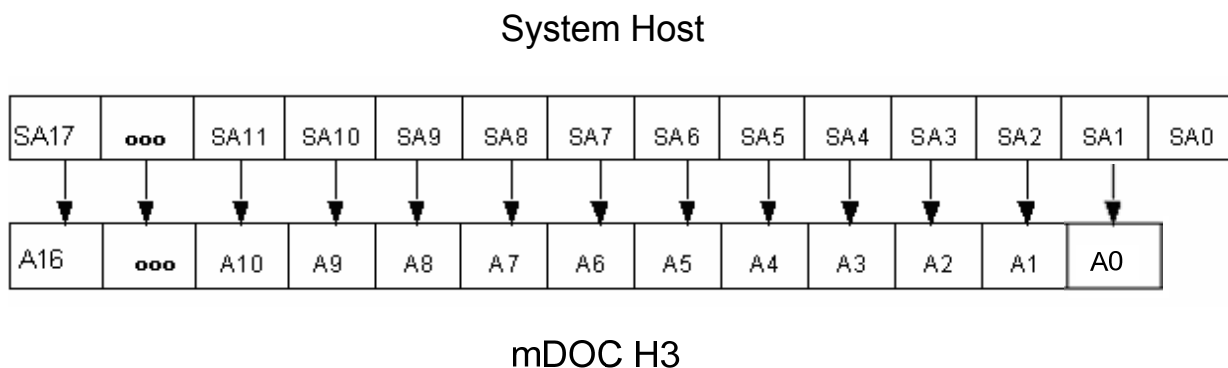 System Host
SA17 ooo SA11 SA10 SA9 SA8 SA7 SA6 SA5 SA4 SA3 SA2 SA1 SA0
A16 ooo A10 A9 A8 A7 A6 A5 A4 A3 A2 A1 A0
mDOC H3